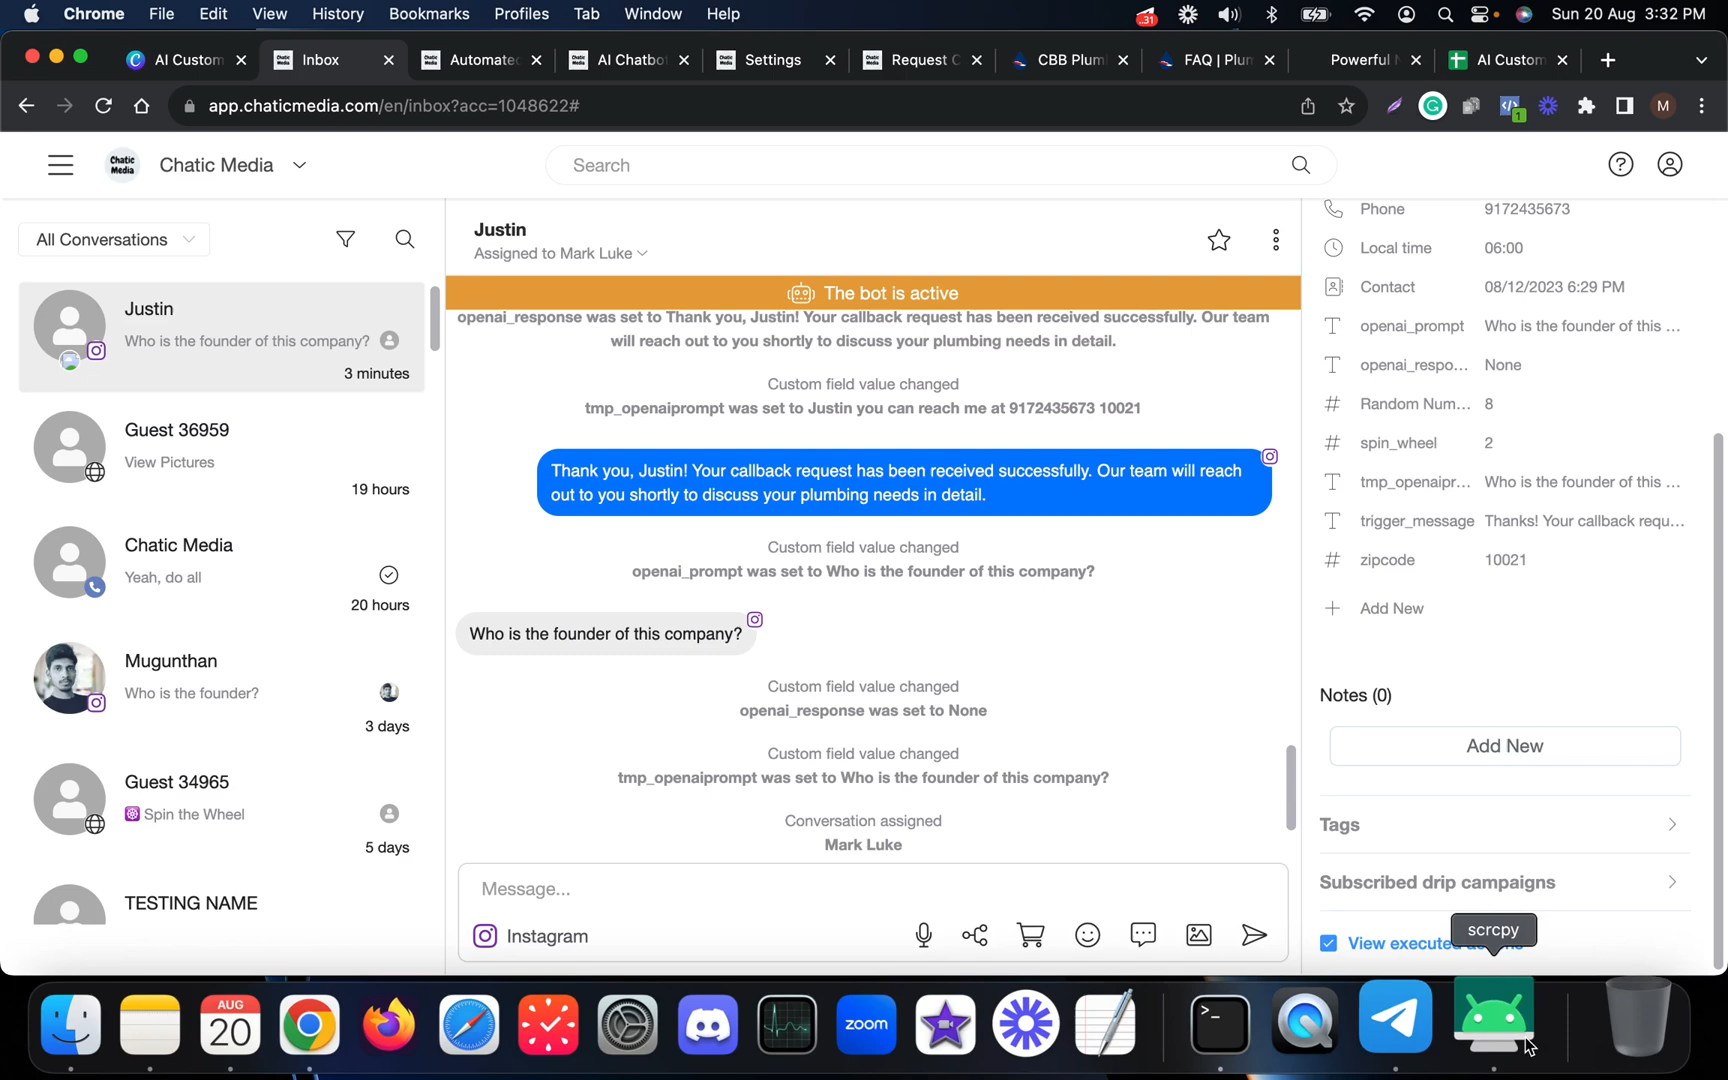 Chrome File Edit View History Bookmarks Profiles Tab Window Help
31
Sun 20 Aug 3:32 PM
AI Custom Inbox Automated AI Chatbot Settings Request C CBB Plum FAQ | Plum Powerful AI Custom
app.chaticmedia.com/en/inbox?acc=1048622#
1
M
Chatic Media
Chatic Media
Search
All Conversations
Justin
Who is the founder of this company?
3 minutes
Guest 36959
View Pictures
19 hours
Chatic Media
Yeah, do all
20 hours
Mugunthan
Who is the founder?
3 days
Guest 34965
Spin the Wheel
5 days
TESTING NAME
Justin
Assigned to Mark Luke
The bot is active
openai_response was set to Thank you, Justin! Your callback request has been received successfully. Our team
will reach out to you shortly to discuss your plumbing needs in detail.
Custom field value changed
tmp_openaiprompt was set to Justin you can reach me at 9172435673 10021
Thank you, Justin! Your callback request has been received successfully. Our team will reach
out to you shortly to discuss your plumbing needs in detail.
Custom field value changed
openai_prompt was set to Who is the founder of this company?
Who is the founder of this company?
Custom field value changed
openai_response was set to None
Custom field value changed
tmp_openaiprompt was set to Who is the founder of this company?
Conversation assigned
Mark Luke
Message...
Instagram
Phone 9172435673
Local time 06:00
Contact 08/12/2023 6:29 PM
openai_prompt Who is the founder of this ...
openai_respo... None
Random Num... 8
spin_wheel 2
tmp_openaipr... Who is the founder of this ...
trigger_message Thanks! Your callback requ...
zipcode 10021
Add New
Notes (0)
Add New
Tags
Subscribed drip campaigns
View execute
scrcpy
AUG
20
zoom